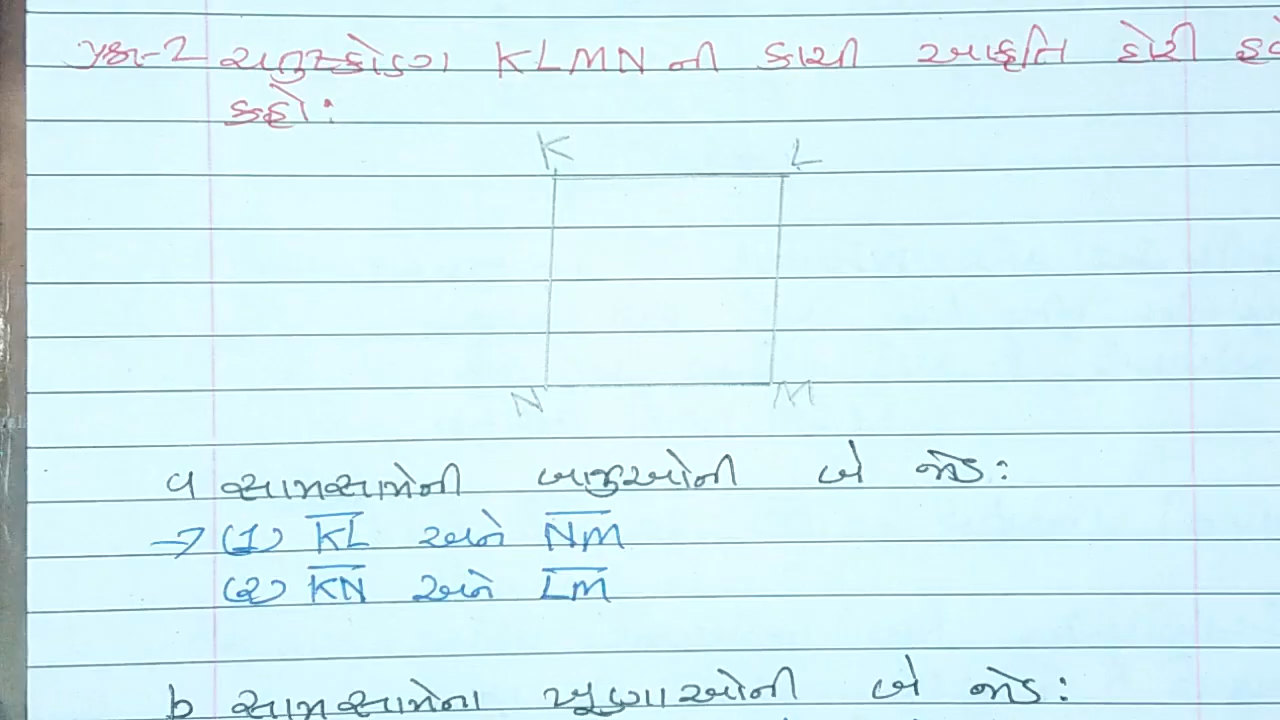 પ્રશ્ન-2 ચતુષ્કોણ KLMN ની કાચી આકૃતિ દોરી
કહો:
K L
N M
a સામસામેની બાજુઓની બે જોડ:
→ (1) KL અને NM
(2) KN અને LM
b સામસામેના ખુણાઓની બે જોડ: